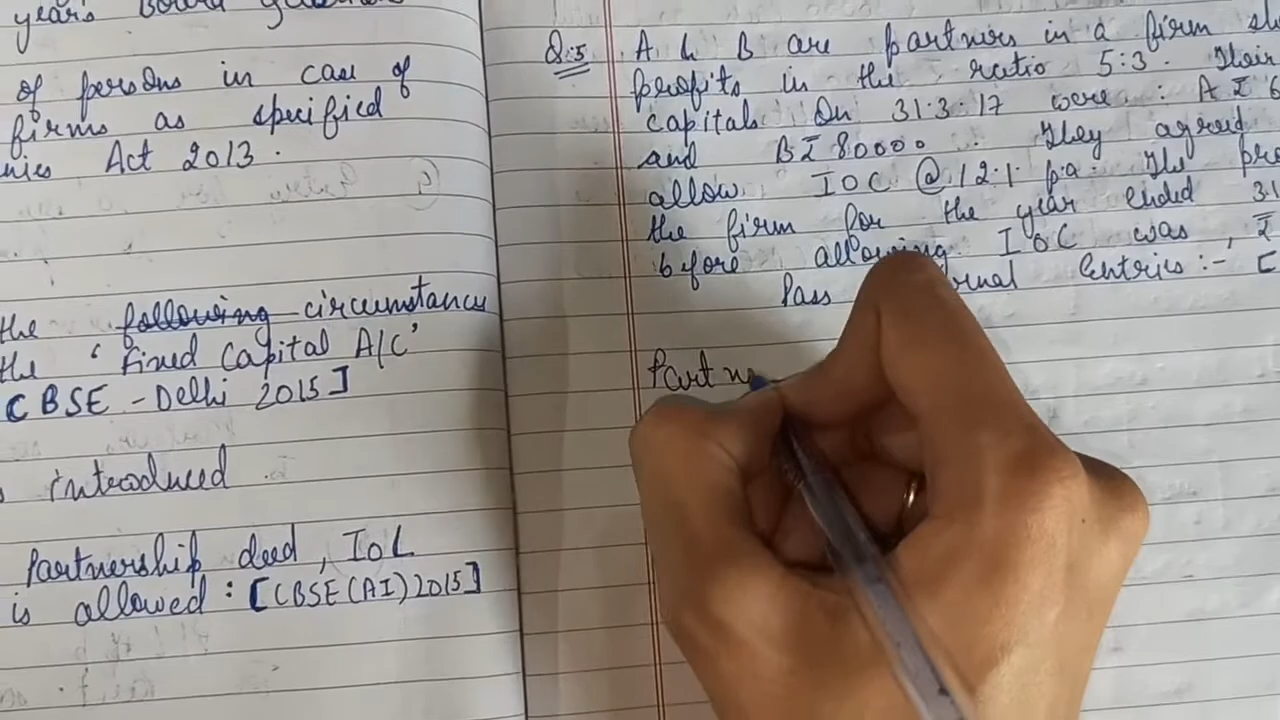 years Board
of persons in case of
firms as specified
Act 2013.
the following circumstances
the 'Fixed Capital A/C'
[CBSE - Delhi 2015]
introduced
Partnership deed, IOL
is allowed: [CBSE(AI)2015]
Q.5 A & B are partners in a firm
profits in the ratio 5:3. Their
capitals On 31.3.17 were : A ₹ 6
and B ₹ 80000. They agreed
allow IOC @ 12% p.a. The
the firm for the year ended 31
before allowing IOC was, ₹
Pass Entries:- [
Partn